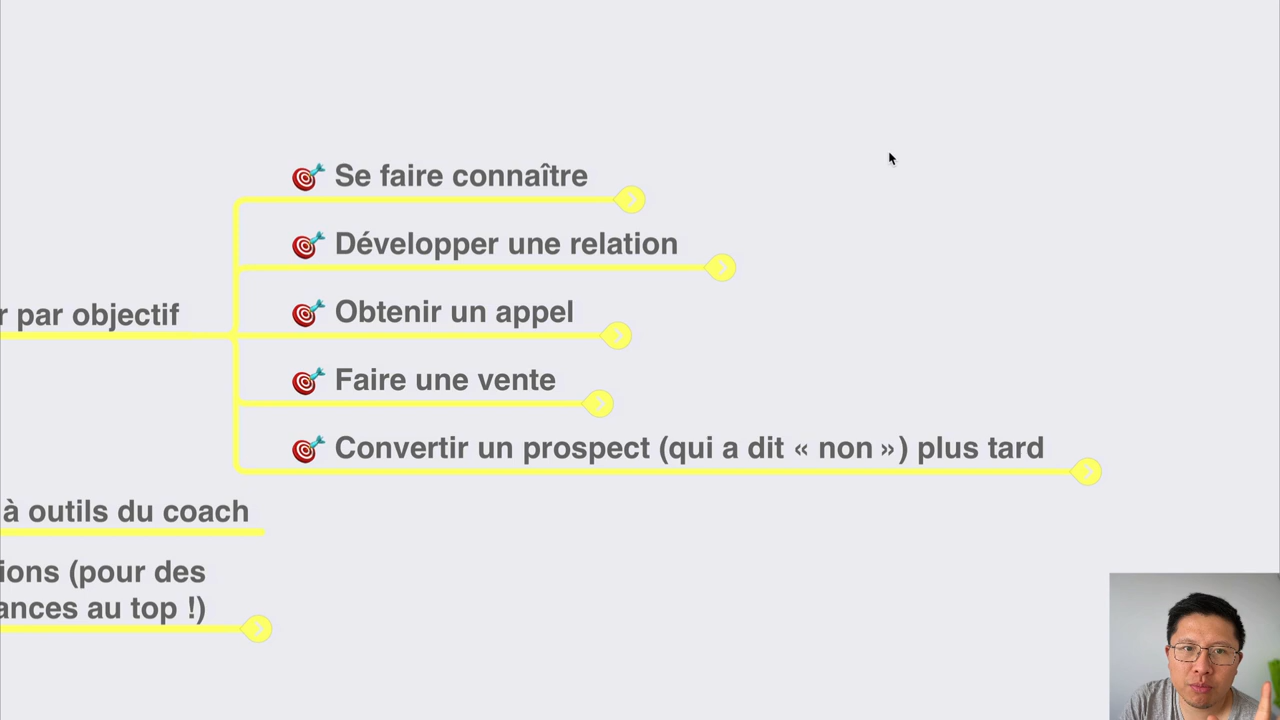 Se faire connaître
Développer une relation
r par objectif
Obtenir un appel
Faire une vente
Convertir un prospect (qui a dit « non ») plus tard
à outils du coach
ions (pour des
ances au top !)